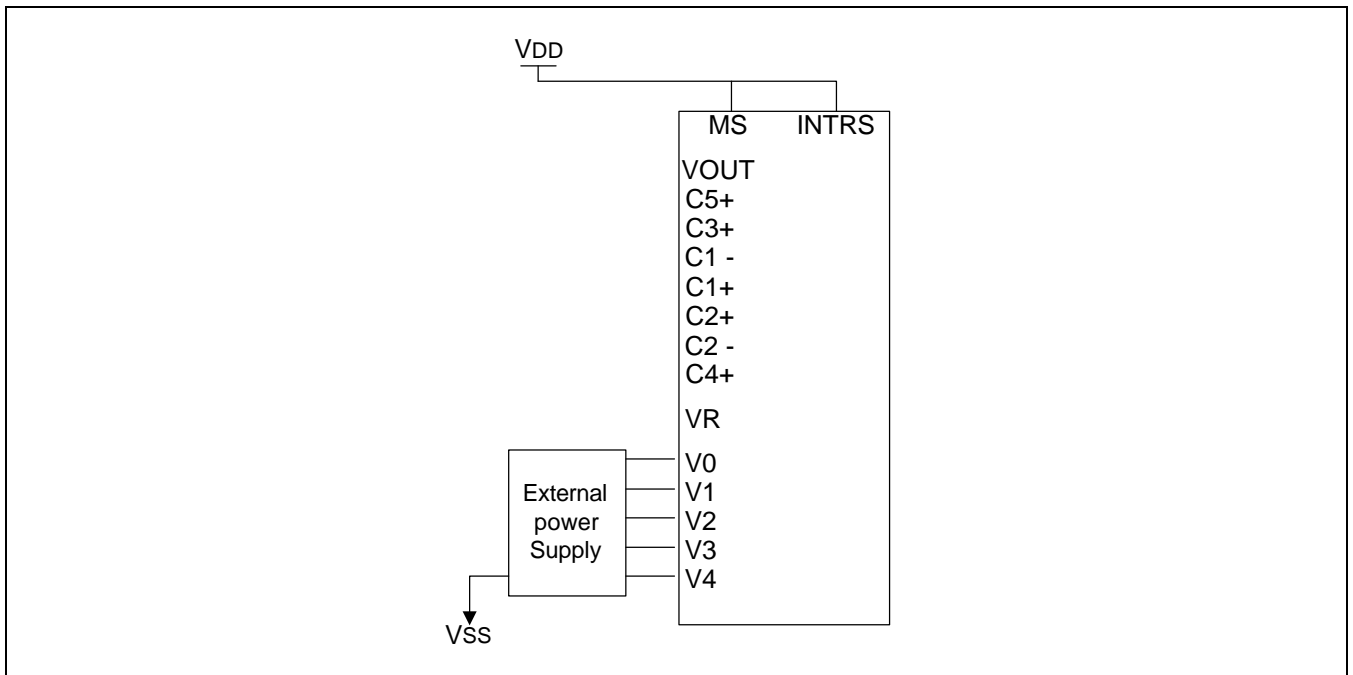 VDD
MS INTRS
VOUT
C5+
C3+
C1 -
C1+
C2+
C2 -
C4+
VR
V0
V1
V2
V3
V4
External
power
Supply
VSS